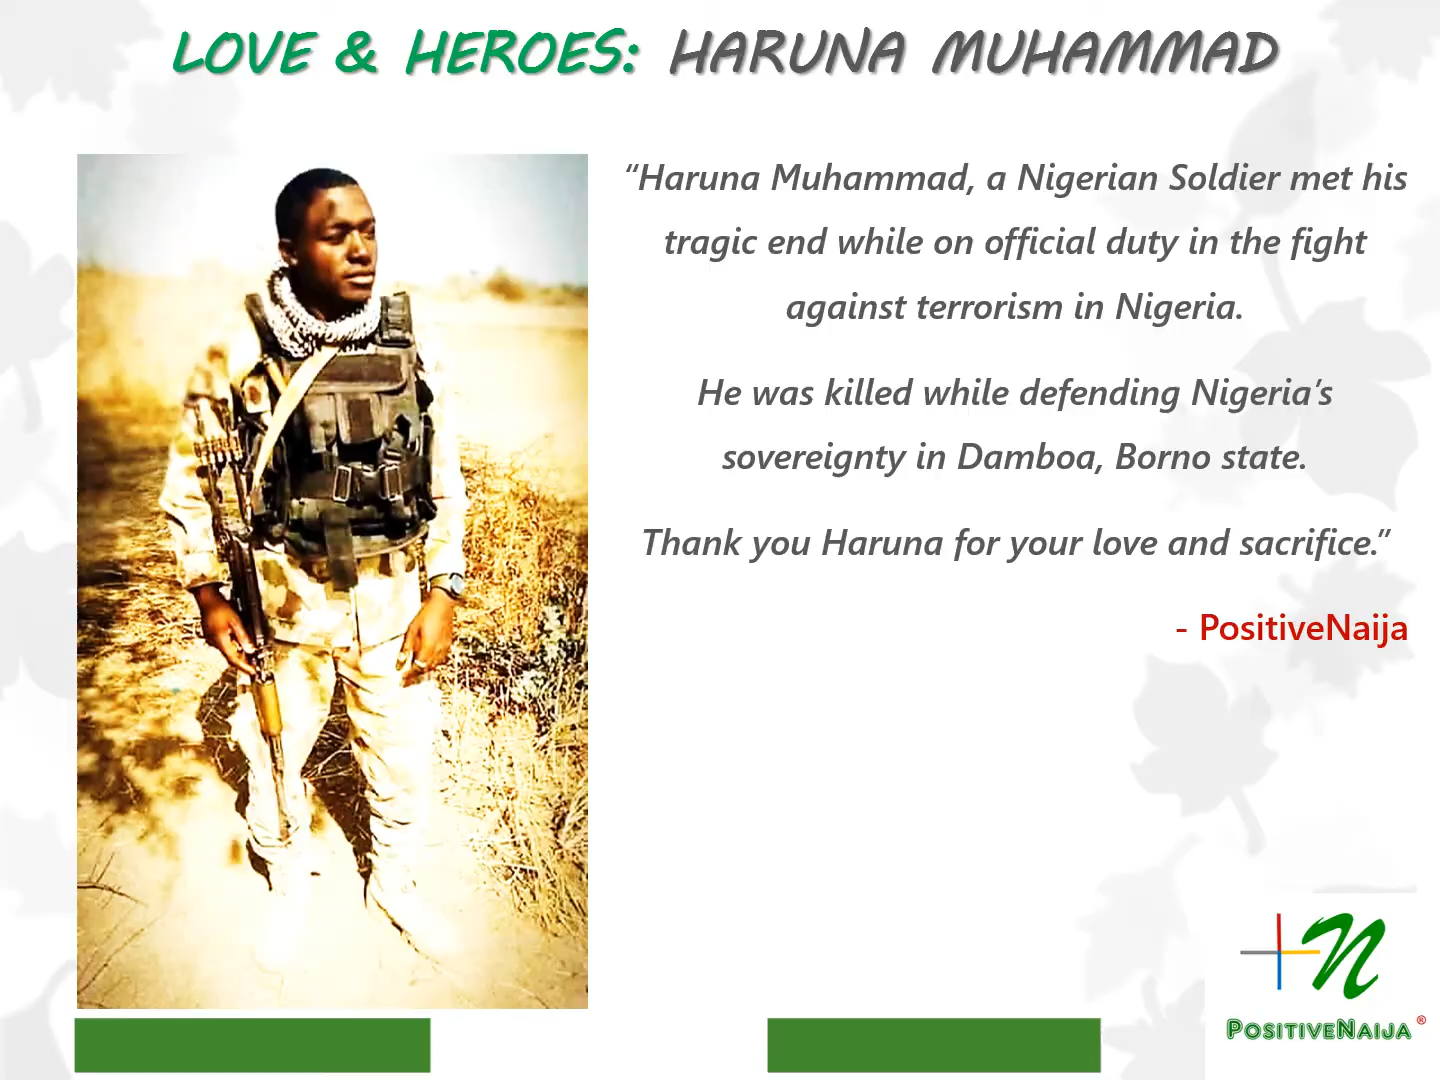 LOVE & HEROES: HARUNA MUHAMMAD
“Haruna Muhammad, a Nigerian Soldier met his
tragic end while on official duty in the fight
against terrorism in Nigeria.
He was killed while defending Nigeria’s
sovereignty in Damboa, Borno state.
Thank you Haruna for your love and sacrifice.”
- PositiveNaija
+N
POSITIVENAIJA®